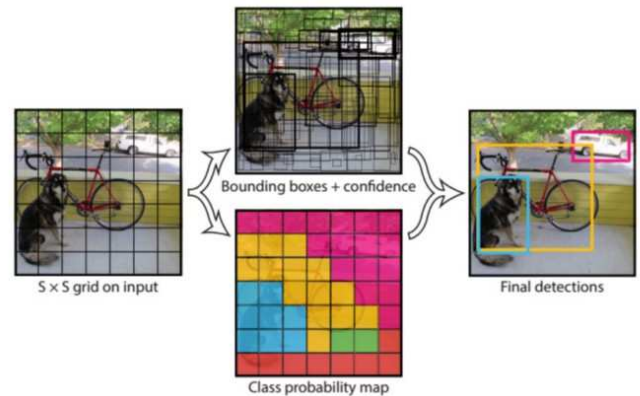 S × S grid on input
Bounding boxes + confidence
Class probability map
Final detections